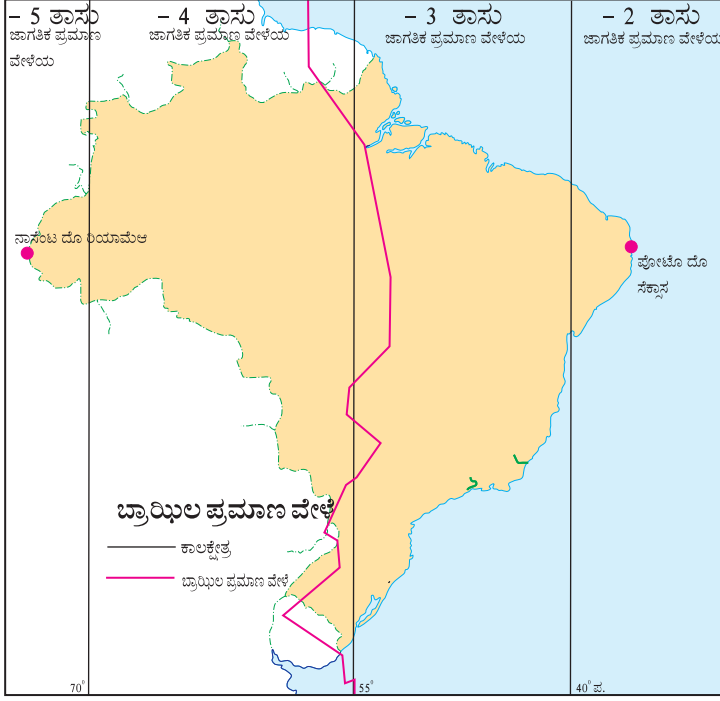 – 5 ತಾಸು
ಜಾಗತಿಕ ಪ್ರಮಾಣ
ವೇಳೆಯ
– 4 ತಾಸು
ಜಾಗತಿಕ ಪ್ರಮಾಣ ವೇಳೆಯ
– 3 ತಾಸು
ಜಾಗತಿಕ ಪ್ರಮಾಣ ವೇಳೆಯ
– 2 ತಾಸು
ಜಾಗತಿಕ ಪ್ರಮಾಣ ವೇಳೆಯ
ನಾಸೆಂಟ ದೊ ರಿಯಾಮೆಆ
ಪೋಟೊ ದೊ
ಸೆಕ್ಸಾಸ
ಬ್ರಾಝಿಲ ಪ್ರಮಾಣ ವೇಳೆ
ಕಾಲಕ್ಷೇತ್ರ
ಬ್ರಾಝಿಲ ಪ್ರಮಾಣ ವೇಳೆ
70°
55°
40° ಪ.